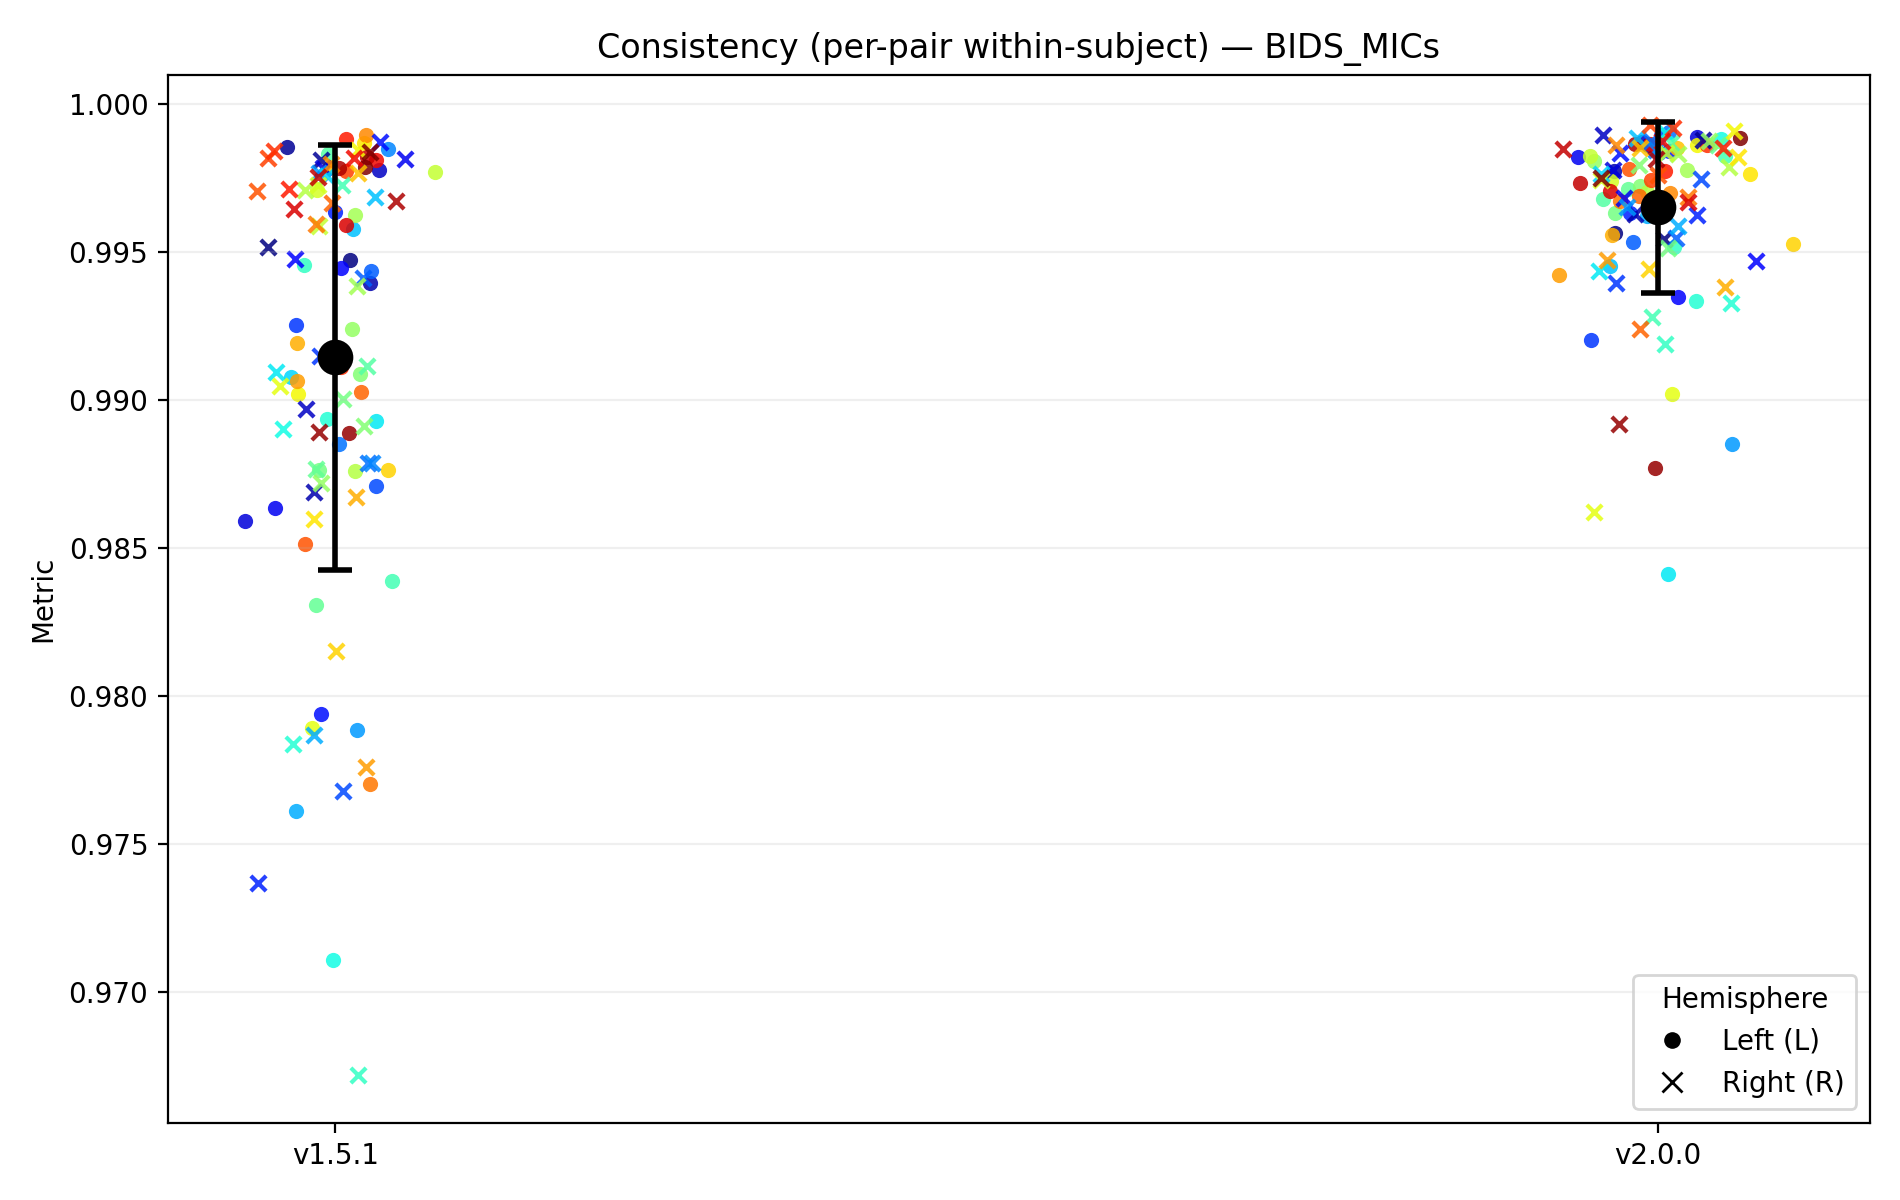 Consistency (per-pair within-subject) — BIDS_MICs
1.000
0.995
0.990
0.985
0.980
0.975
0.970
Metric
v1.5.1
v2.0.0
Hemisphere
Left (L)
Right (R)